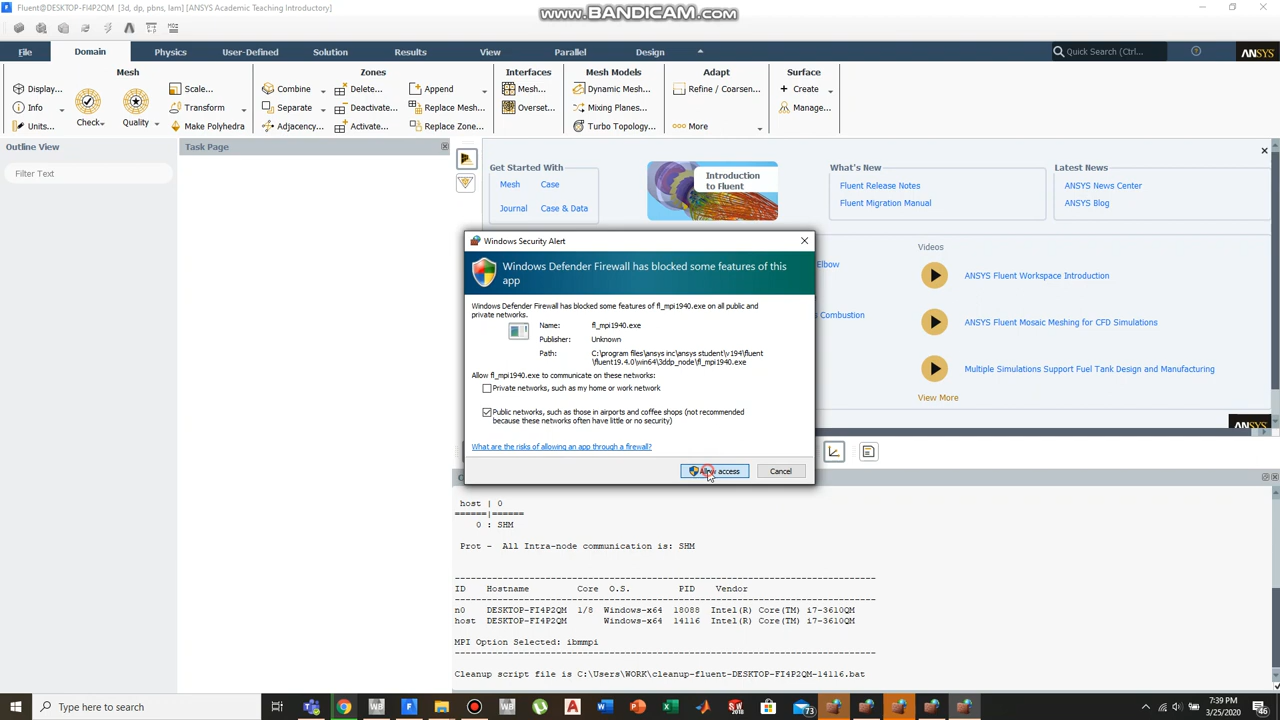 Fluent@DESKTOP-FI4P2QM [3d, dp, pbns, lam] [ANSYS Academic Teaching Introductory]
www.BANDICAM.com
File Domain Physics User-Defined Solution Results View Parallel Design
Quick Search (Ctrl...
ANSYS
Mesh Zones Interfaces Mesh Models Adapt Surface
Display... Scale... Combine Delete... Append Mesh... Dynamic Mesh... Refine / Coarsen... Create
Info Transform Separate Deactivate... Replace Mesh... Overset... Mixing Planes... Manage...
Units... Check Quality Make Polyhedra Adjacency... Activate... Replace Zone... Turbo Topology... More
Outline View
Task Page
Filter Text
Get Started With
Mesh Case
Journal Case & Data
Introduction
to Fluent
What's New
Fluent Release Notes
Fluent Migration Manual
Latest News
ANSYS News Center
ANSYS Blog
Elbow
Combustion
Videos
ANSYS Fluent Workspace Introduction
ANSYS Fluent Mosaic Meshing for CFD Simulations
Multiple Simulations Support Fuel Tank Design and Manufacturing
View More
ANSYS
Windows Security Alert
Windows Defender Firewall has blocked some features of this
app
Windows Defender Firewall has blocked some features of fl_mpi1940.exe on all public and
private networks.
Name: fl_mpi1940.exe
Publisher: Unknown
Path: C:\program files\ansys inc\ansys student\v194\fluent
\fluent19.4.0\win64\3ddp_node\fl_mpi1940.exe
Allow fl_mpi1940.exe to communicate on these networks:
Private networks, such as my home or work network
Public networks, such as those in airports and coffee shops (not recommended
because these networks often have little or no security)
What are the risks of allowing an app through a firewall?
Allow access Cancel
host | 0
======|======
0 : SHM
Prot - All Intra-node communication is: SHM
ID Hostname Core O.S. PID Vendor
n0 DESKTOP-FI4P2QM 1/8 Windows-x64 18088 Intel(R) Core(TM) i7-3610QM
host DESKTOP-FI4P2QM Windows-x64 14116 Intel(R) Core(TM) i7-3610QM
MPI Option Selected: ibmmpi
Cleanup script file is C:\Users\WORK\cleanup-fluent-DESKTOP-FI4P2QM-14116.bat
Type here to search
7:39 PM
3/25/2020